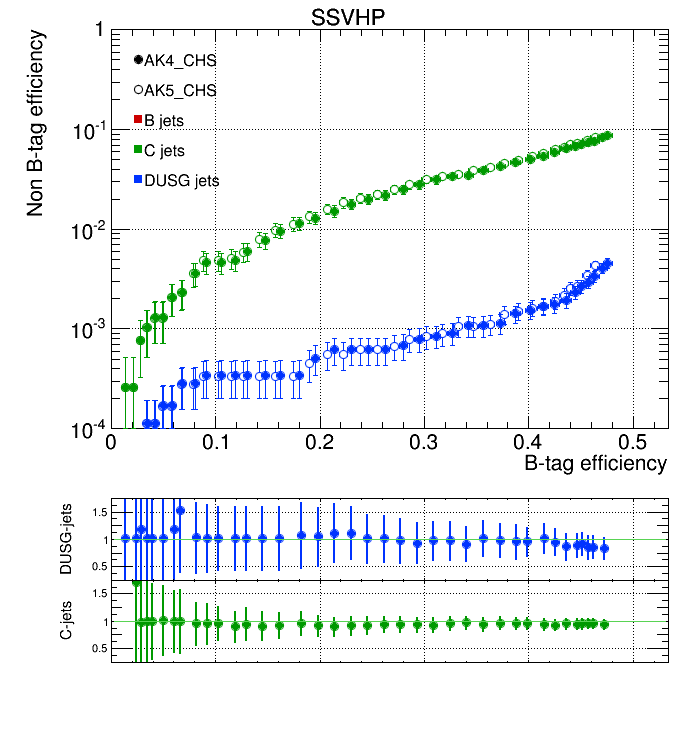 SSVHP
Non B-tag efficiency
1
10⁻¹
10⁻²
10⁻³
10⁻⁴
AK4_CHS
AK5_CHS
B jets
C jets
DUSG jets
0 0.1 0.2 0.3 0.4 0.5
B-tag efficiency
DUSG-jets
1.5
1
0.5
C-jets
1.5
1
0.5